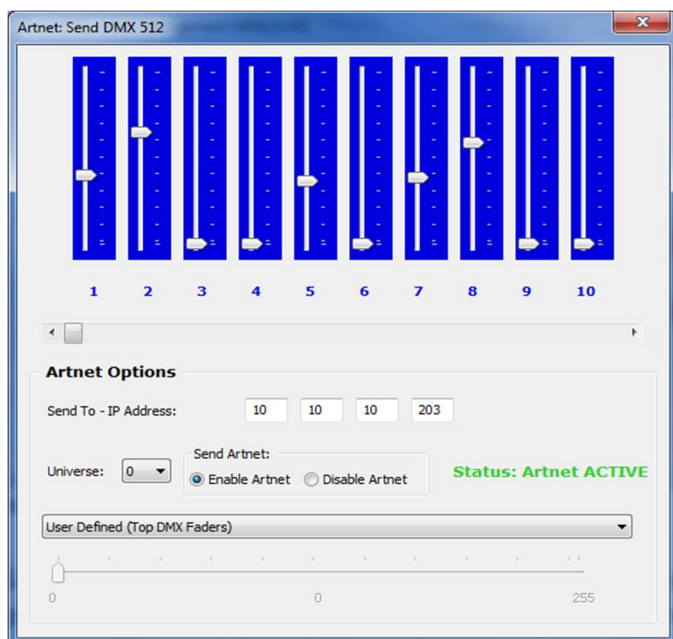 Artnet: Send DMX 512
1 2 3 4 5 6 7 8 9 10
Artnet Options
Send To - IP Address: 10 10 10 203
Send Artnet:
Universe: 0 Enable Artnet Disable Artnet Status: Artnet ACTIVE
User Defined (Top DMX Faders)
0 0 255